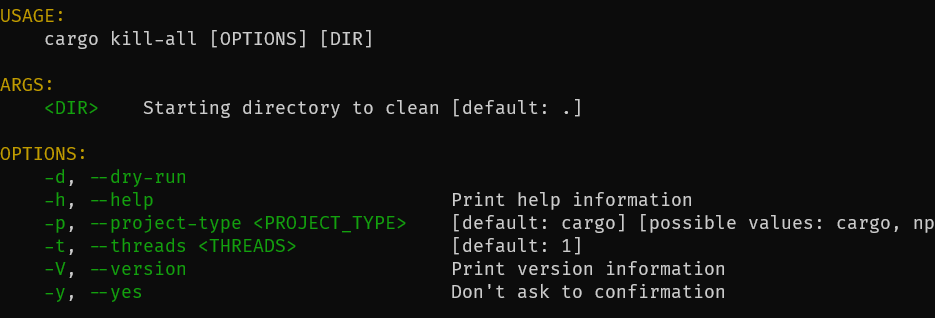 USAGE:
cargo kill-all [OPTIONS] [DIR]
ARGS:
<DIR> Starting directory to clean [default: .]
OPTIONS:
-d, --dry-run
-h, --help Print help information
-p, --project-type <PROJECT_TYPE> [default: cargo] [possible values: cargo, np
-t, --threads <THREADS> [default: 1]
-V, --version Print version information
-y, --yes Don't ask to confirmation